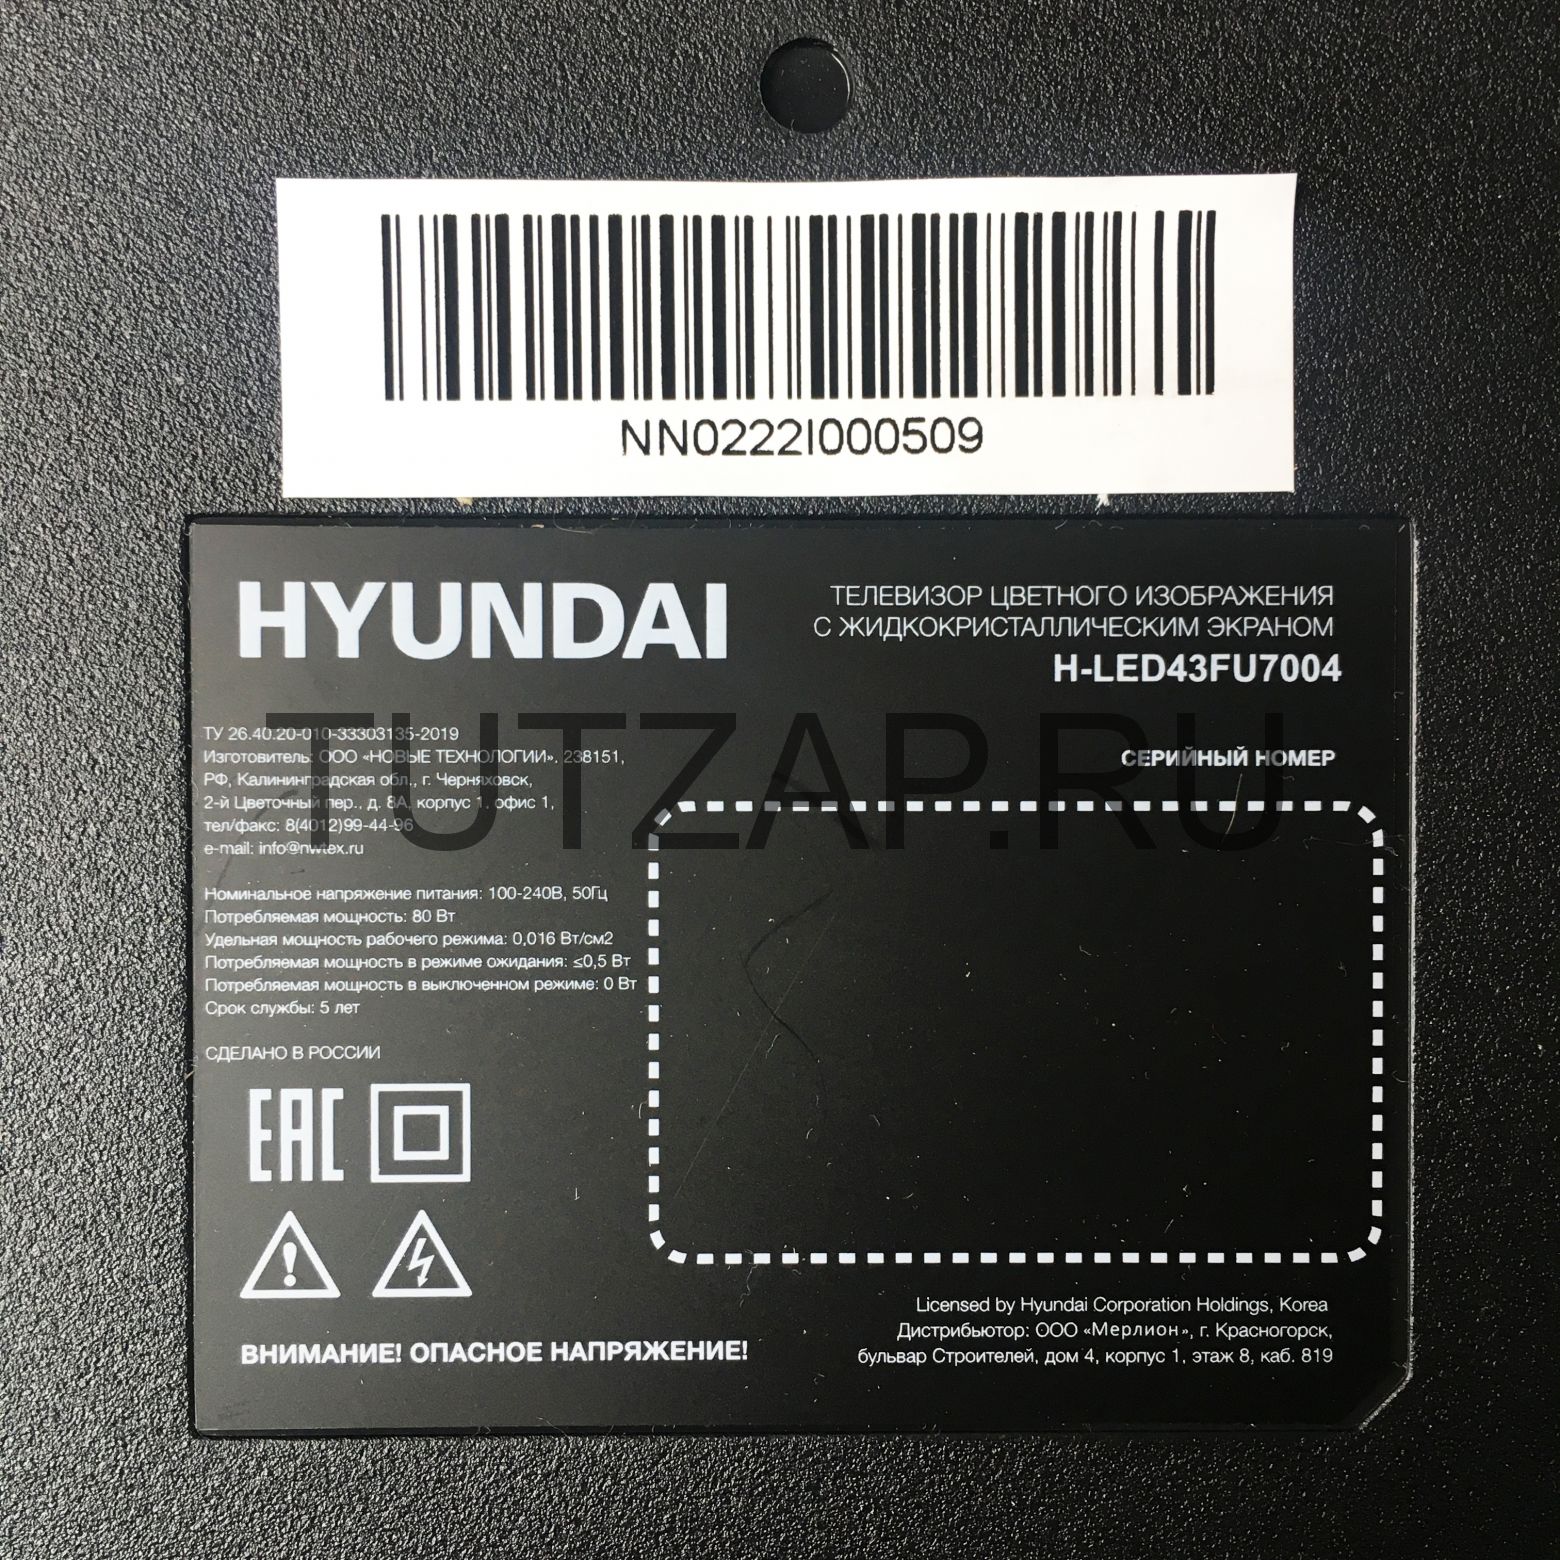 NN0222I000509
HYUNDAI
ТЕЛЕВИЗОР ЦВЕТНОГО ИЗОБРАЖЕНИЯ
С ЖИДКОКРИСТАЛЛИЧЕСКИМ ЭКРАНОМ
H-LED43FU7004
ТУ 26.40.20-010-33303135-2019
Изготовитель: ООО «НОВЫЕ ТЕХНОЛОГИИ». 238151,
РФ, Калининградская обл., г. Черняховск,
2-й Цветочный пер., д. 8А, корпус 1, офис 1,
тел/факс: 8(4012)99-44-96
e-mail: info@nwtex.ru
СЕРИЙНЫЙ НОМЕР
TUTZAP.RU
Номинальное напряжение питания: 100-240В, 50Гц
Потребляемая мощность: 80 Вт
Удельная мощность рабочего режима: 0,016 Вт/см2
Потребляемая мощность в режиме ожидания: ≤0,5 Вт
Потребляемая мощность в выключенном режиме: 0 Вт
Срок службы: 5 лет
СДЕЛАНО В РОССИИ
EAC
ВНИМАНИЕ! ОПАСНОЕ НАПРЯЖЕНИЕ!
Licensed by Hyundai Corporation Holdings, Korea
Дистрибьютор: ООО «Мерлион», г. Красногорск,
бульвар Строителей, дом 4, корпус 1, этаж 8, каб. 819